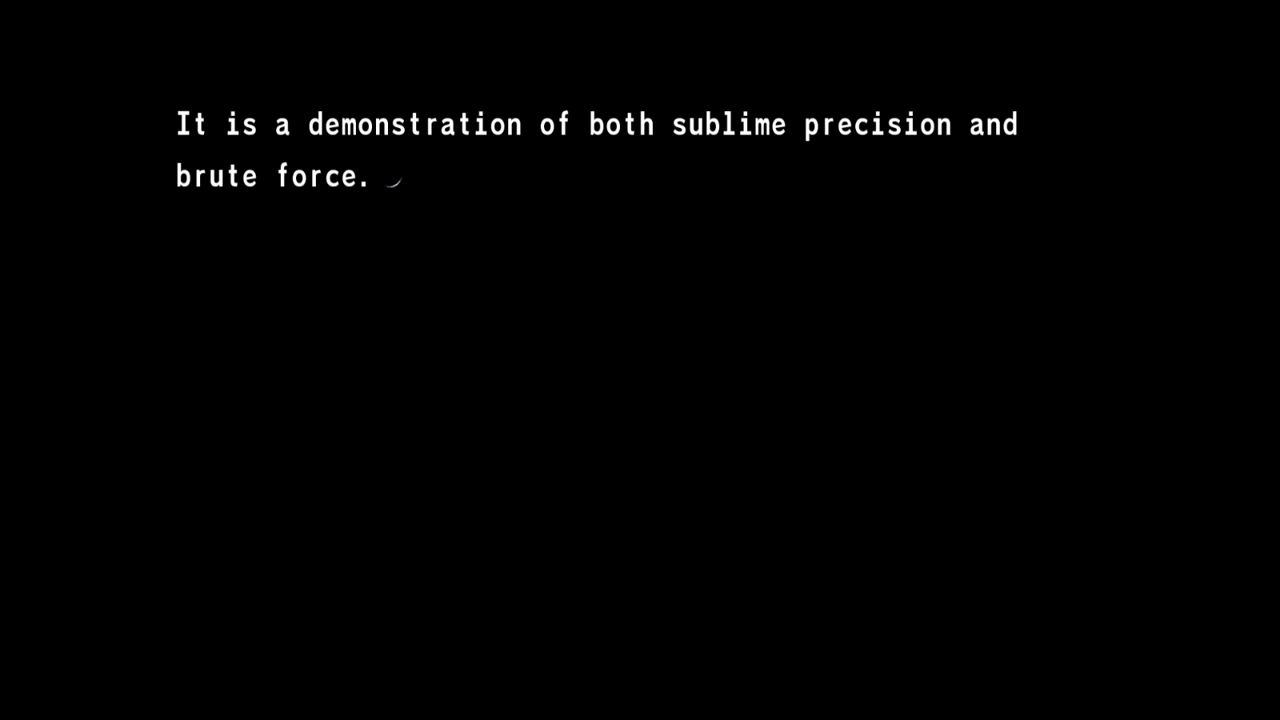 It is a demonstration of both sublime precision and
brute force.